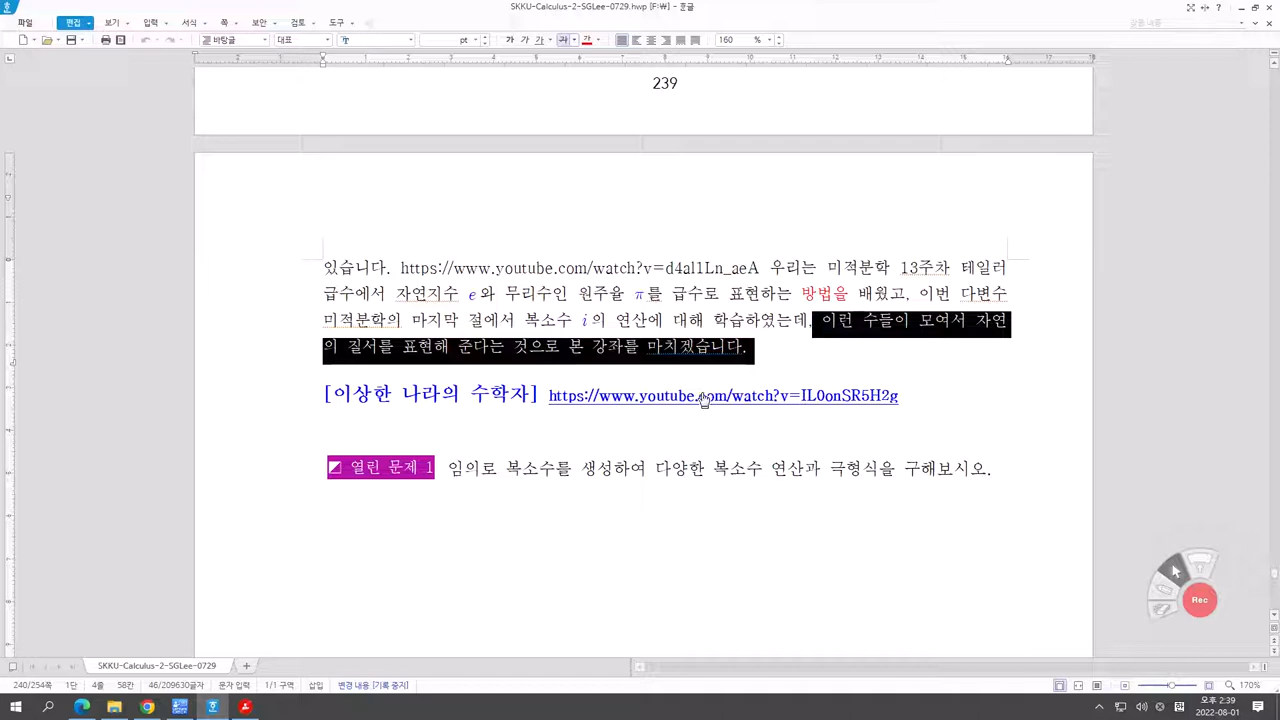 SKKU-Calculus-2-SGLee-0729.hwp [F:₩] - 한글
파일 편집 보기 입력 서식 쪽 보안 검토 도구
바탕글 대표 pt 가 가 가 가 가 160 %
239
있습니다. https://www.youtube.com/watch?v=d4al1Ln_aeA 우리는 미적분학 13주차 테일러
급수에서 자연지수 e와 무리수인 원주율 π를 급수로 표현하는 방법을 배웠고, 이번 다변수
미적분학의 마지막 절에서 복소수 i의 연산에 대해 학습하였는데, 이런 수들이 모여서 자연
의 질서를 표현해 준다는 것으로 본 강좌를 마치겠습니다.
[이상한 나라의 수학자] https://www.youtube.com/watch?v=IL0onSR5H2g
◩ 열린 문제 1 임의로 복소수를 생성하여 다양한 복소수 연산과 극형식을 구해보시오.
Rec
SKKU-Calculus-2-SGLee-0729
240/254쪽 1단 4줄 58칸 46/209630글자 문자 입력 1/1 구역 삽입 변경 내용 [기록 중지] 170%
오후 2:39
2022-08-01